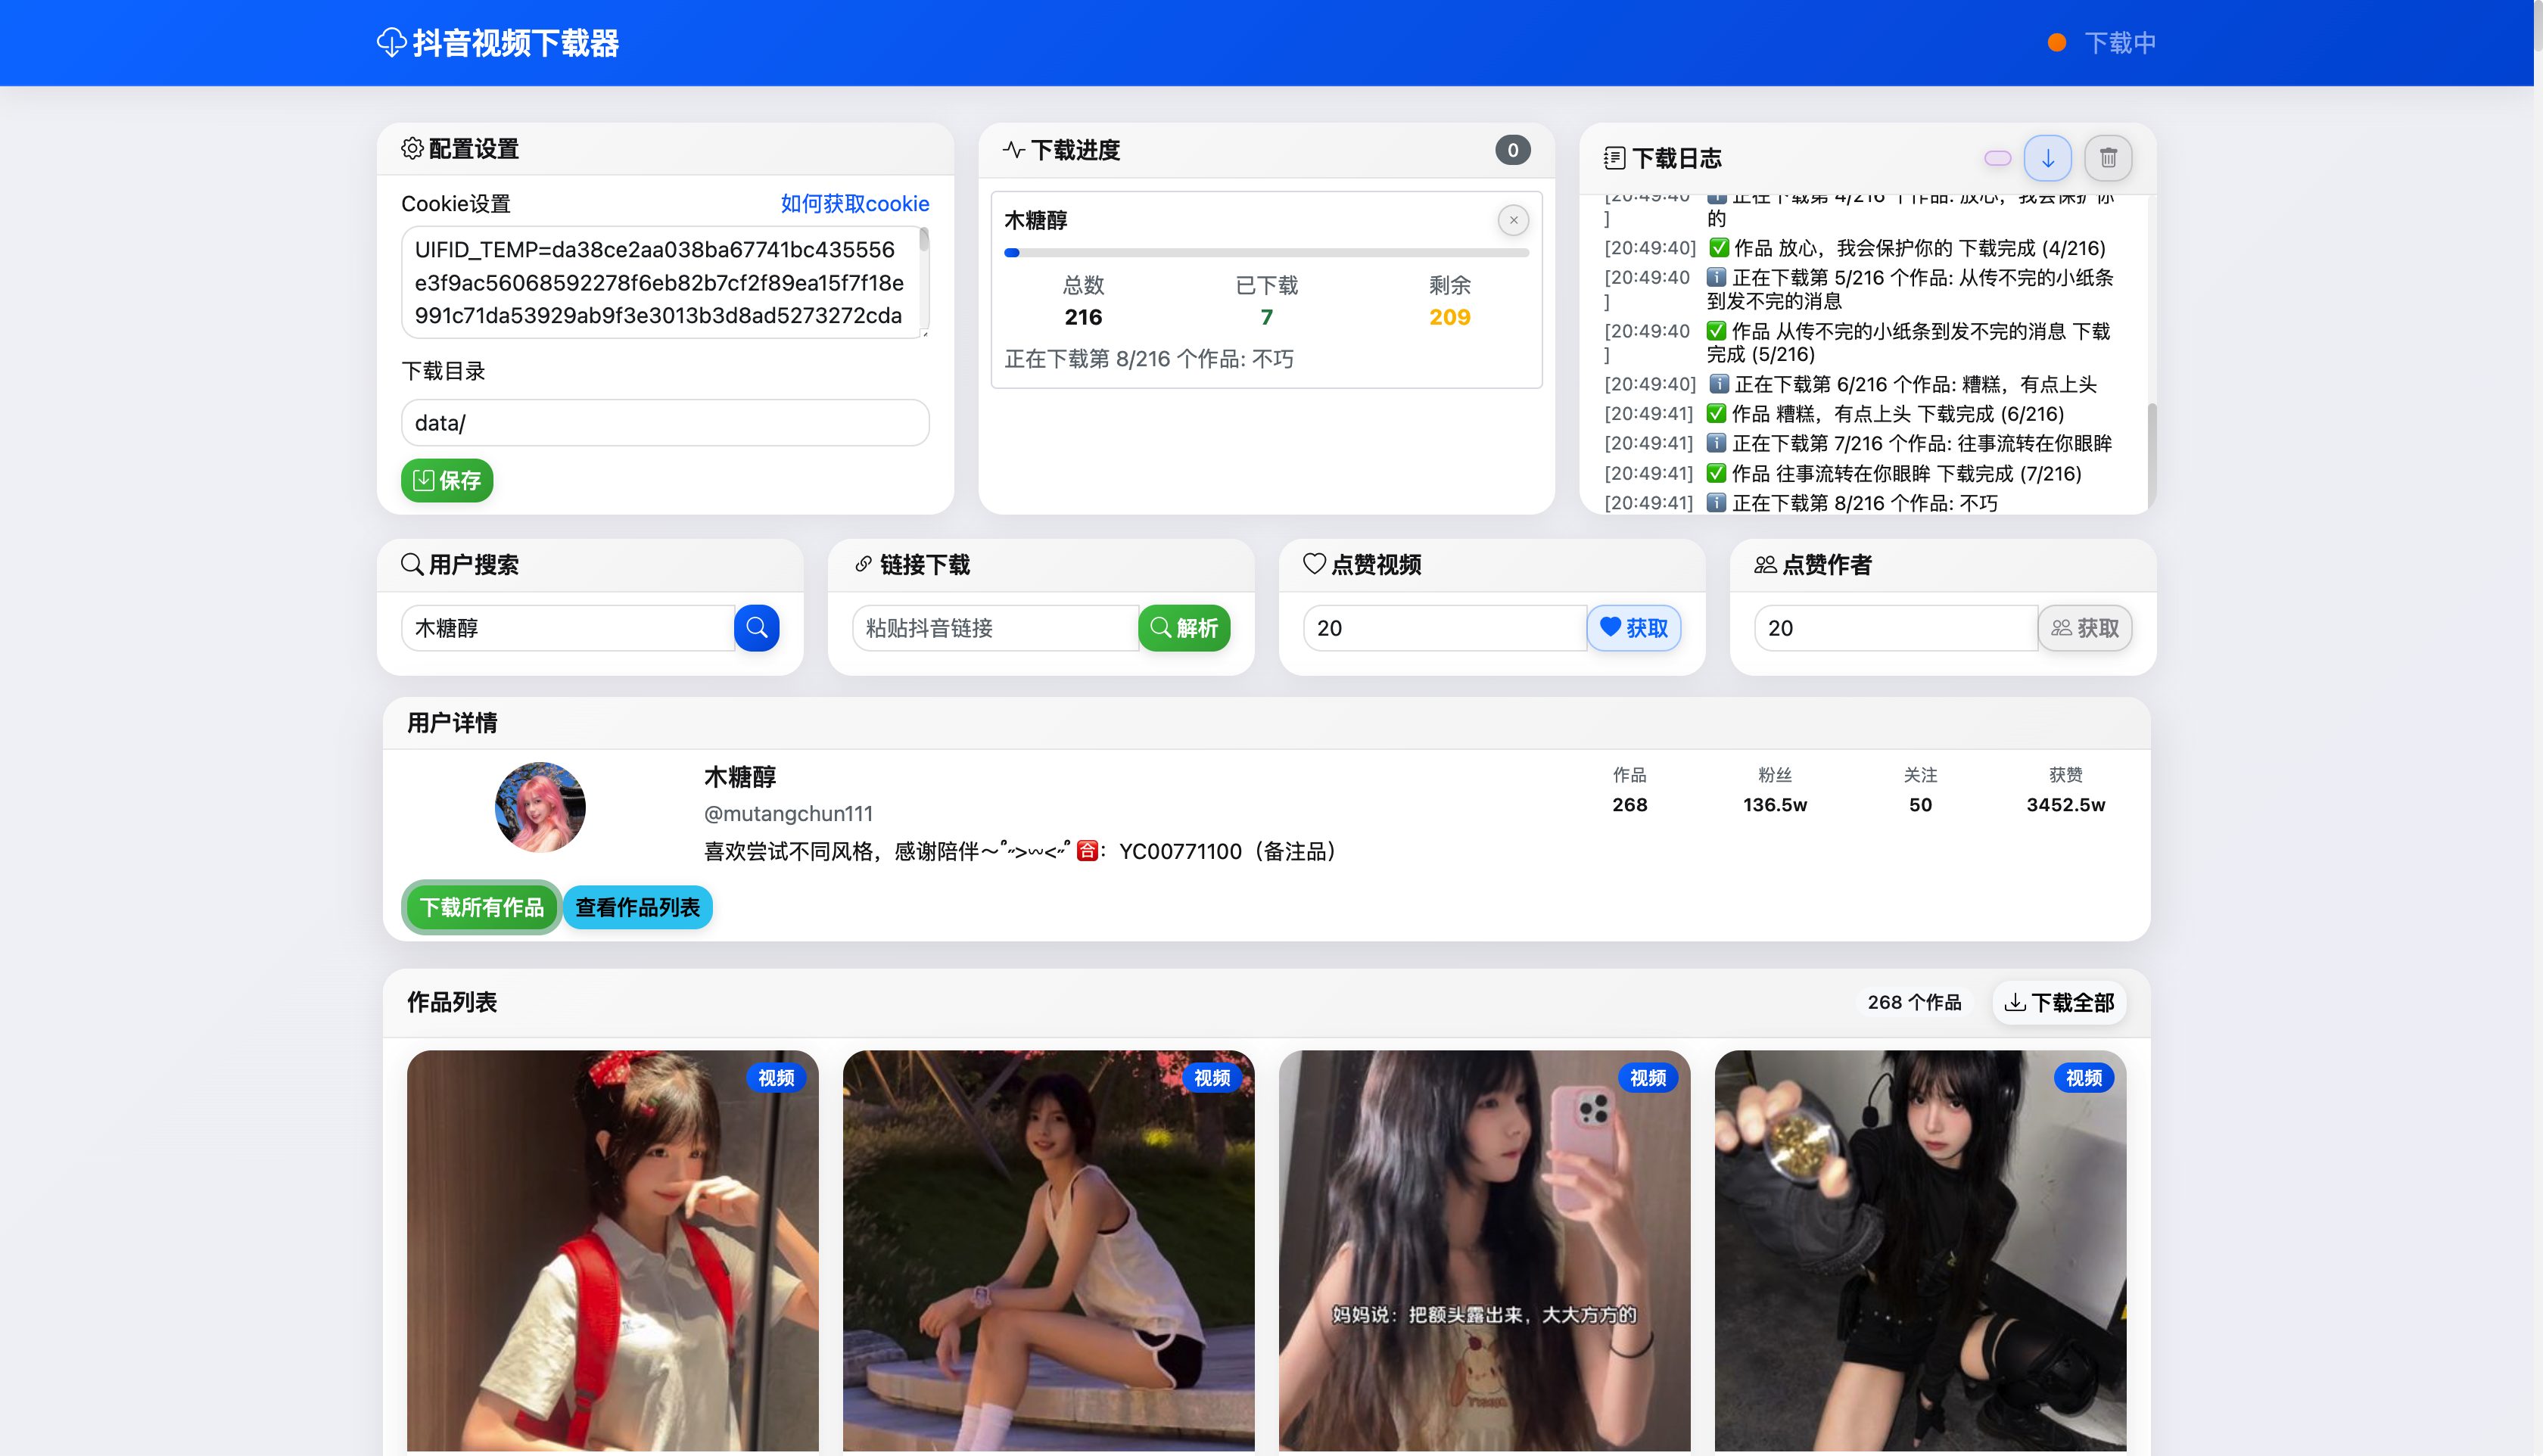 抖音视频下载器
下载中
配置设置
Cookie设置
如何获取cookie
UIFID_TEMP=da38ce2aa038ba67741bc435556
e3f9ac56068592278f6eb82b7cf2f89ea15f7f18e
991c71da53929ab9f3e3013b3d8ad5273272cda
下载目录
data/
保存
下载进度
0
木糖醇
总数
已下载
剩余
216
7
209
正在下载第 8/216 个作品: 不巧
下载日志
[20:49:40
]
正在下载第 4/216 个作品: 放心，我会保护你
的
[20:49:40] ✅ 作品 放心，我会保护你的 下载完成 (4/216)
[20:49:40
]
ℹ️ 正在下载第 5/216 个作品: 从传不完的小纸条
到发不完的消息
[20:49:40
]
✅ 作品 从传不完的小纸条到发不完的消息 下载
完成 (5/216)
[20:49:40] ℹ️ 正在下载第 6/216 个作品: 糟糕，有点上头
[20:49:41] ✅ 作品 糟糕，有点上头 下载完成 (6/216)
[20:49:41] ℹ️ 正在下载第 7/216 个作品: 往事流转在你眼眸
[20:49:41] ✅ 作品 往事流转在你眼眸 下载完成 (7/216)
[20:49:41] ℹ️ 正在下载第 8/216 个作品: 不巧
用户搜索
木糖醇
链接下载
粘贴抖音链接
解析
点赞视频
20
获取
点赞作者
20
获取
用户详情
木糖醇
@mutangchun111
喜欢尝试不同风格，感谢陪伴～ 🈴：YC00771100（备注品）
作品
粉丝
关注
获赞
268
136.5w
50
3452.5w
下载所有作品
查看作品列表
作品列表
268 个作品
下载全部
视频
视频
视频
视频
妈妈说：把额头露出来，大大方方的